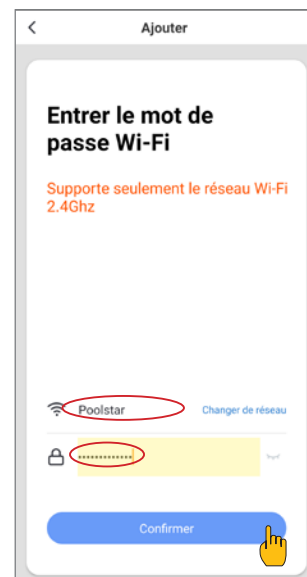 Ajouter
Entrer le mot de
passe Wi-Fi
Supporte seulement le réseau Wi-Fi
2.4Ghz
Poolstar
Changer de réseau
•••••••••••••
Confirmer